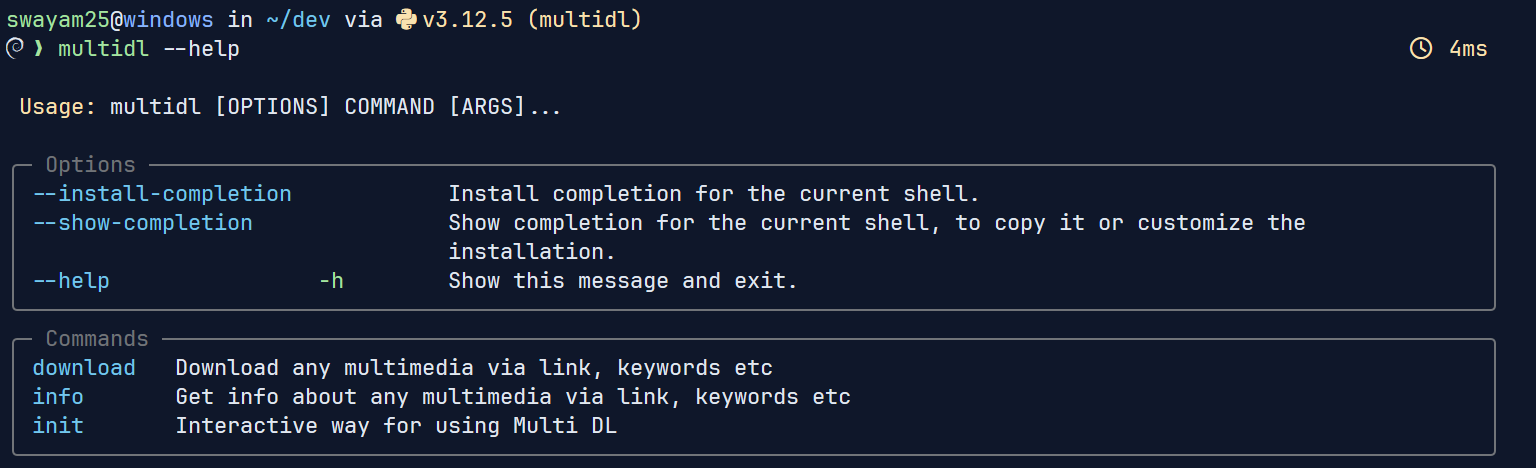 swayam25@windows in ~/dev via v3.12.5 (multidl)
❱ multidl --help 4ms
Usage: multidl [OPTIONS] COMMAND [ARGS]...
Options
--install-completion Install completion for the current shell.
--show-completion Show completion for the current shell, to copy it or customize the
installation.
--help -h Show this message and exit.
Commands
download Download any multimedia via link, keywords etc
info Get info about any multimedia via link, keywords etc
init Interactive way for using Multi DL